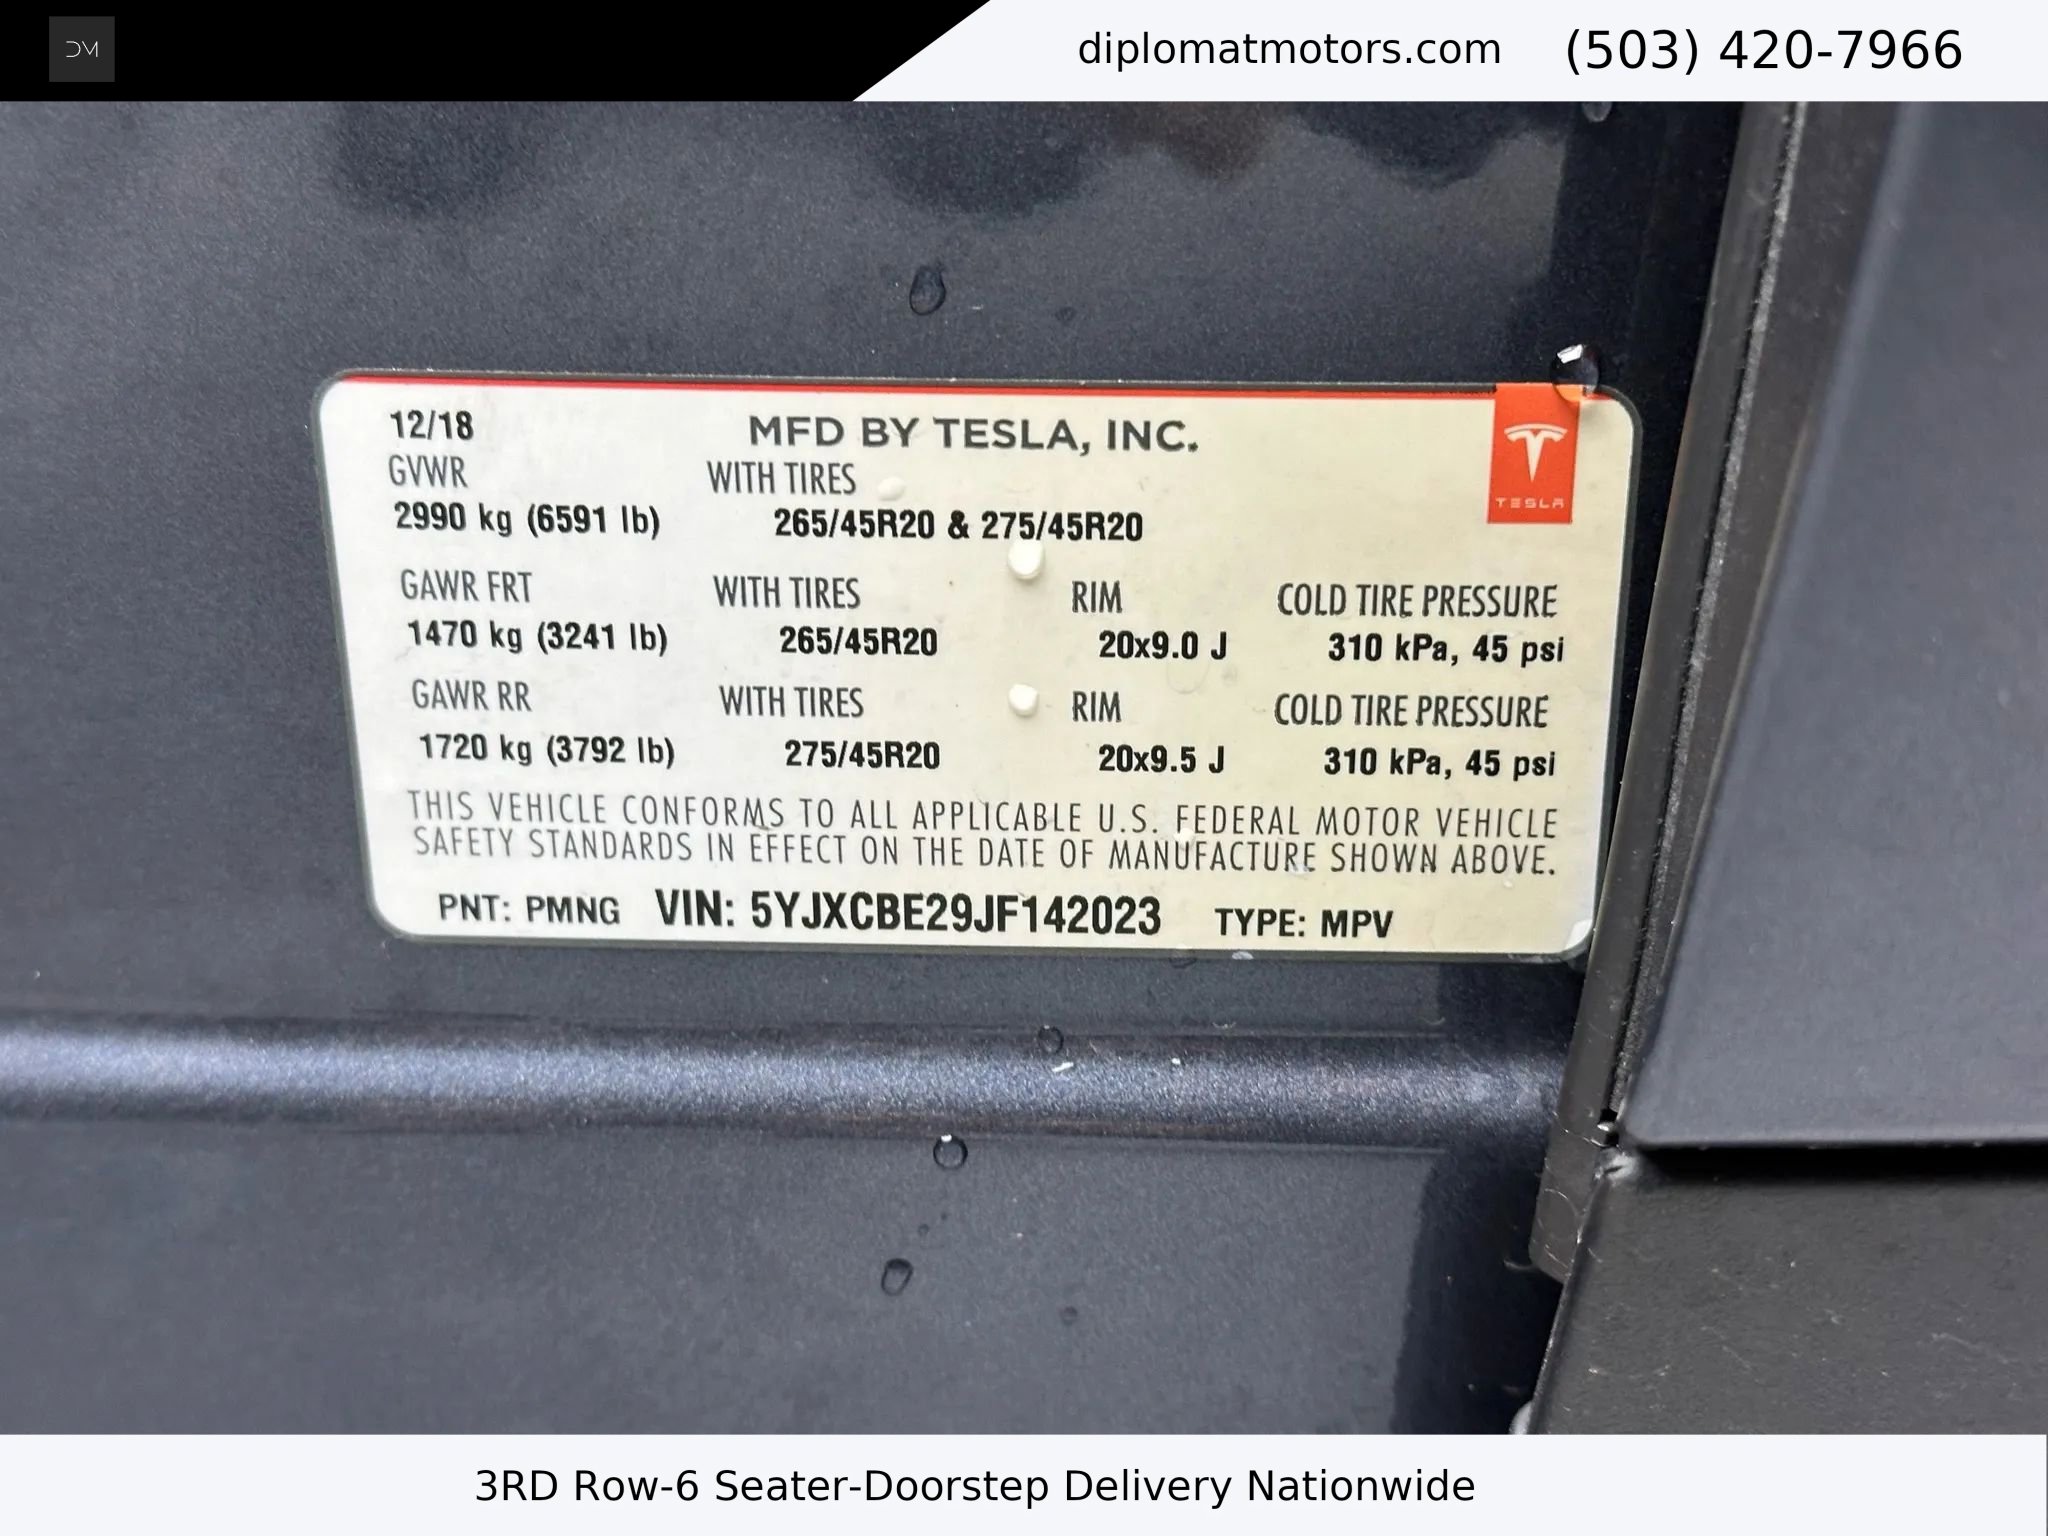 DM
diplomatmotors.com (503) 420-7966
12/18 MFD BY TESLA, INC.
GVWR WITH TIRES
TESLA
2990 kg (6591 lb) 265/45R20 & 275/45R20
GAWR FRT WITH TIRES RIM COLD TIRE PRESSURE
1470 kg (3241 lb) 265/45R20 20x9.0 J 310 kPa, 45 psi
GAWR RR WITH TIRES RIM COLD TIRE PRESSURE
1720 kg (3792 lb) 275/45R20 20x9.5 J 310 kPa, 45 psi
THIS VEHICLE CONFORMS TO ALL APPLICABLE U.S. FEDERAL MOTOR VEHICLE
SAFETY STANDARDS IN EFFECT ON THE DATE OF MANUFACTURE SHOWN ABOVE.
PNT: PMNG VIN: 5YJXCBE29JF142023 TYPE: MPV
3RD Row-6 Seater-Doorstep Delivery Nationwide